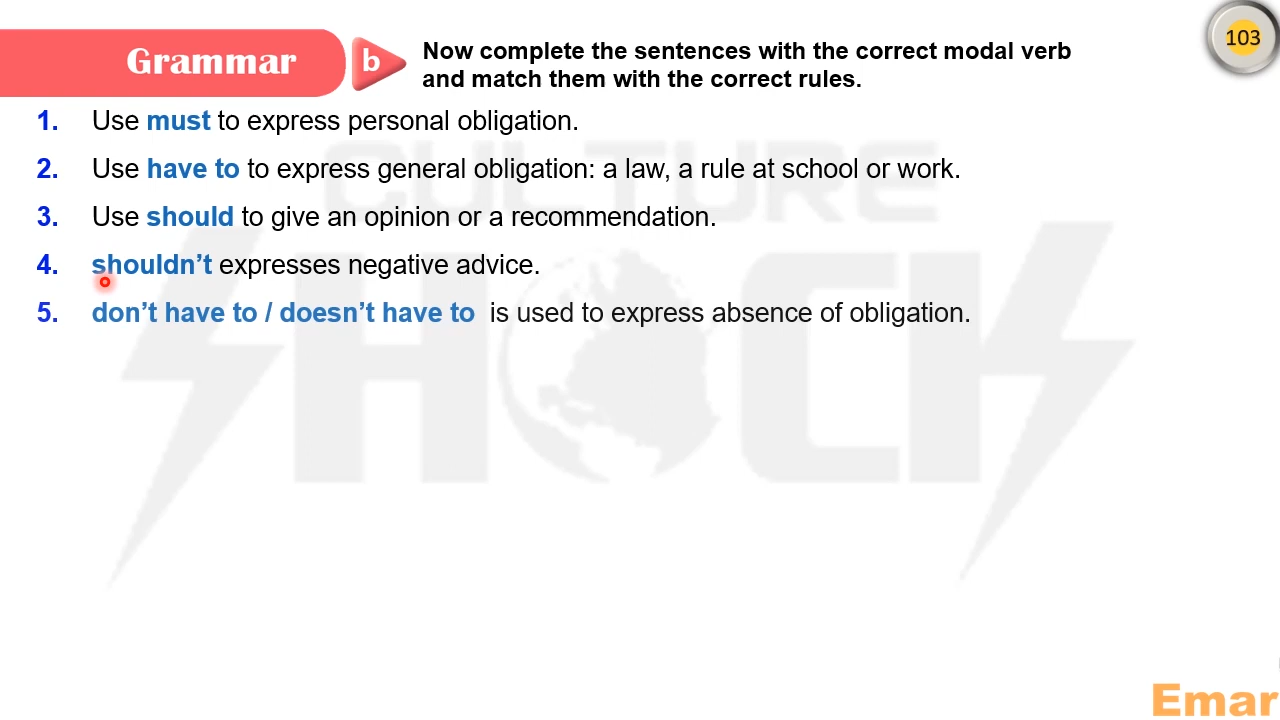 103
Grammar b Now complete the sentences with the correct modal verb
and match them with the correct rules.
1. Use must to express personal obligation.
2. Use have to to express general obligation: a law, a rule at school or work.
3. Use should to give an opinion or a recommendation.
4. shouldn’t expresses negative advice.
5. don’t have to / doesn’t have to is used to express absence of obligation.
CULTURE
SHOCK
Emar